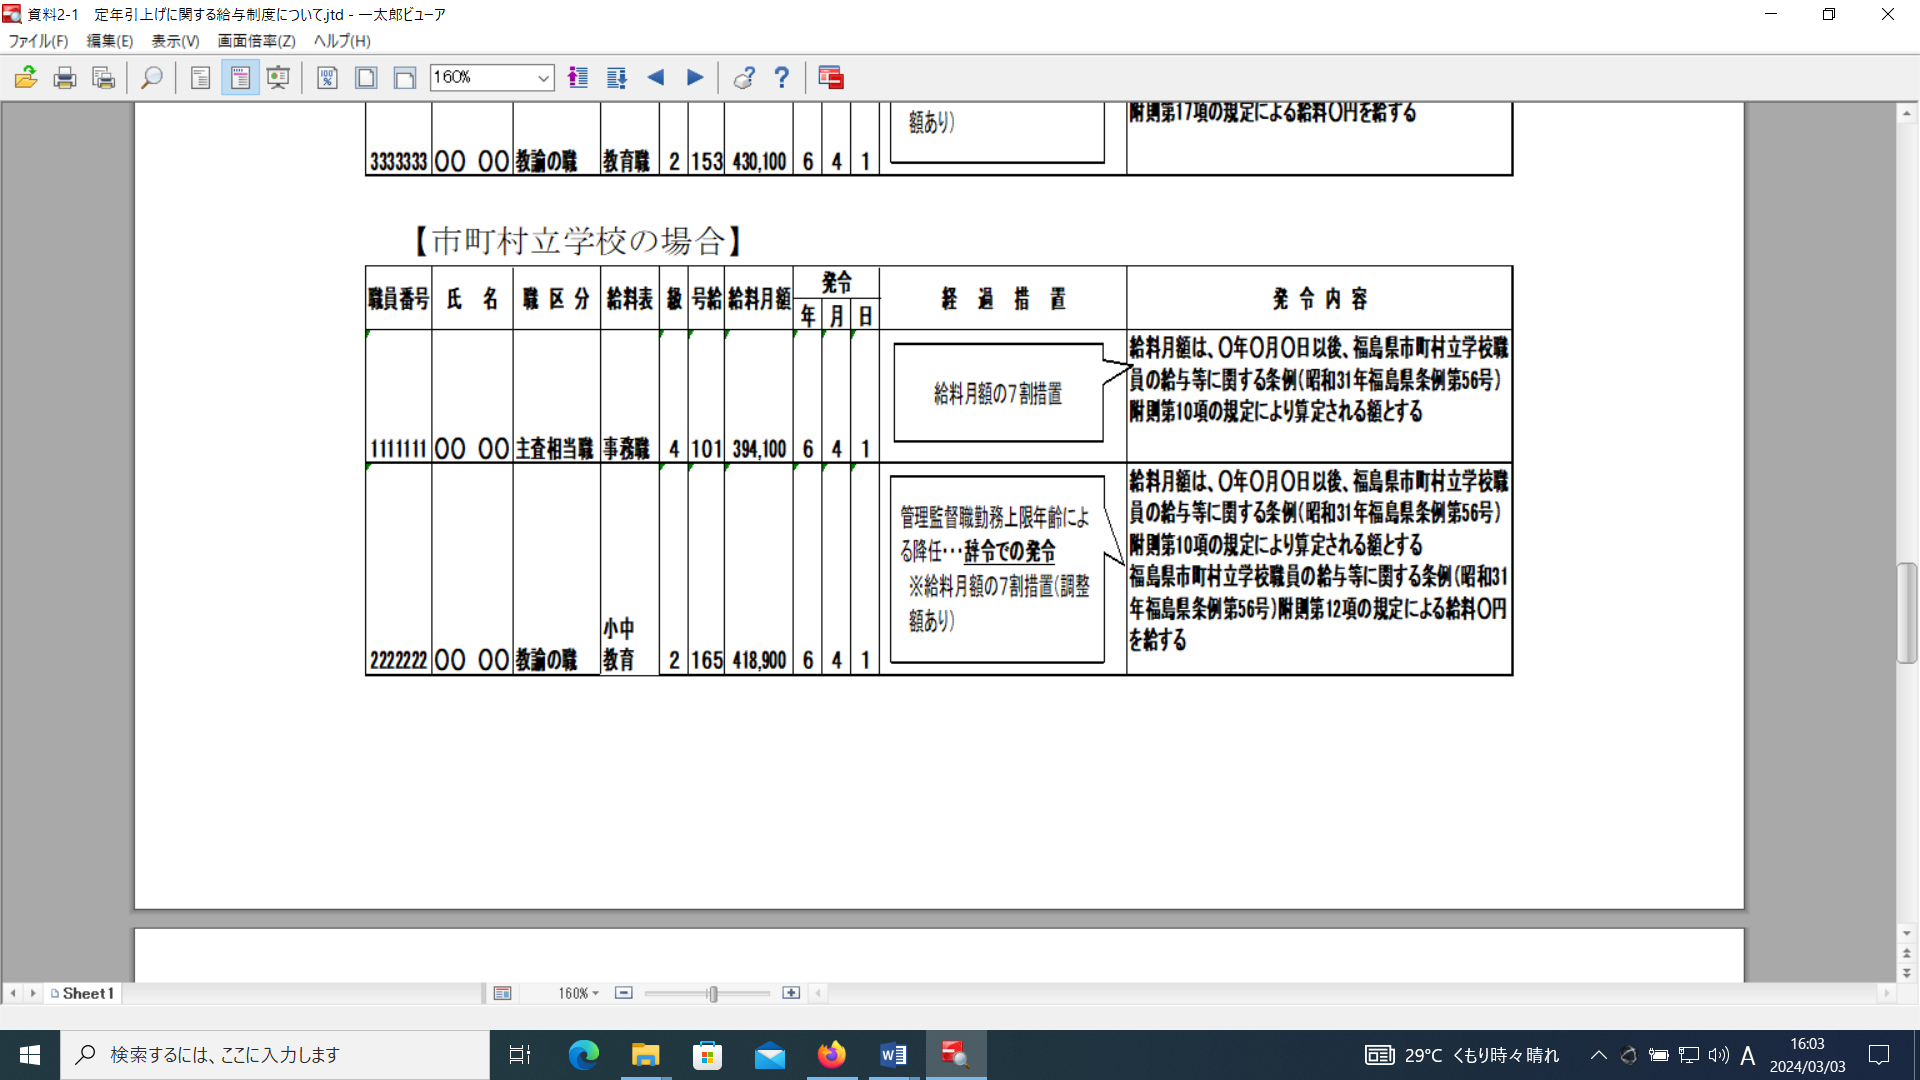 資料2-1　定年引上げに関する給与制度について.jtd - 一太郎ビューア
ファイル(F) 編集(E) 表示(V) 画面倍率(Z) ヘルプ(H)
160%
額あり)
附則第17項の規定による給料〇円を給する
3333333 〇〇 〇〇 教諭の職 教育職 2 153 430,100 6 4 1
【市町村立学校の場合】
職員番号 氏 名 職 区 分 給料表 級 号給 給料月額 発令 年 月 日 経 過 措 置 発 令 内 容
給料月額の7割措置
給料月額は、〇年〇月〇日以後、福島県市町村立学校職
員の給与等に関する条例(昭和31年福島県条例第56号)
附則第10項の規定により算定される額とする
1111111 〇〇 〇〇 主査相当職 事務職 4 101 394,100 6 4 1
管理監督職勤務上限年齢によ
る降任･･･辞令での発令
※給料月額の7割措置(調整
額あり)
給料月額は、〇年〇月〇日以後、福島県市町村立学校職
員の給与等に関する条例(昭和31年福島県条例第56号)
附則第10項の規定により算定される額とする
福島県市町村立学校職員の給与等に関する条例(昭和31
年福島県条例第56号)附則第12項の規定による給料〇円
を給する
小中
2222222 〇〇 〇〇 教諭の職 教育 2 165 418,900 6 4 1
Sheet1
160%
検索するには、ここに入力します
29°C くもり時々晴れ
A
16:03
2024/03/03